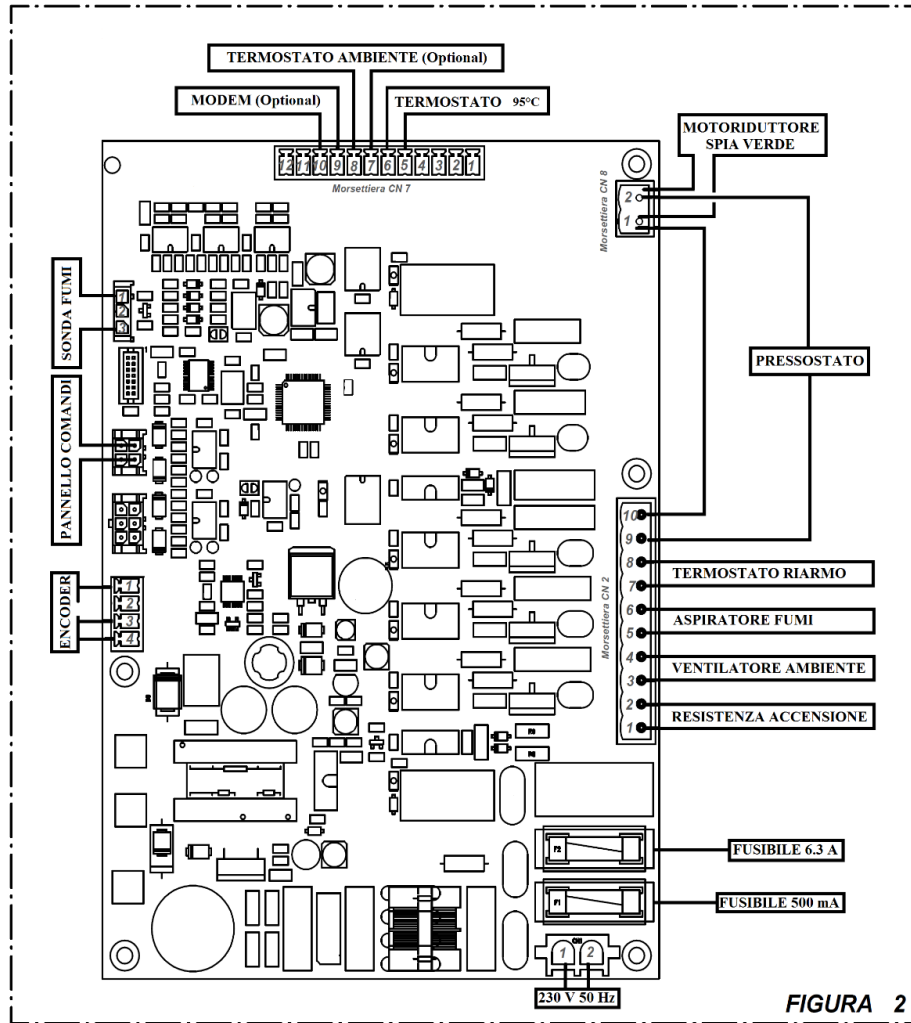 TERMOSTATO AMBIENTE (Optional)
MODEM (Optional)
TERMOSTATO 95°C
MOTORIDUTTORE
SPIA VERDE
12 11 10 9 8 7 6 5 4 3 2 1
Morsettiera CN 7
Morsettiera CN 8
2
1
SONDA FUMI
1
2
3
PRESSOSTATO
PANNELLO COMANDI
ENCODER
1
2
3
4
Morsettiera CN 2
10
9
8
7
6
5
4
3
2
1
TERMOSTATO RIARMO
ASPIRATORE FUMI
VENTILATORE AMBIENTE
RESISTENZA ACCENSIONE
F2
FUSIBILE 6.3 A
F1
FUSIBILE 500 mA
1 2
230 V 50 Hz
FIGURA 2